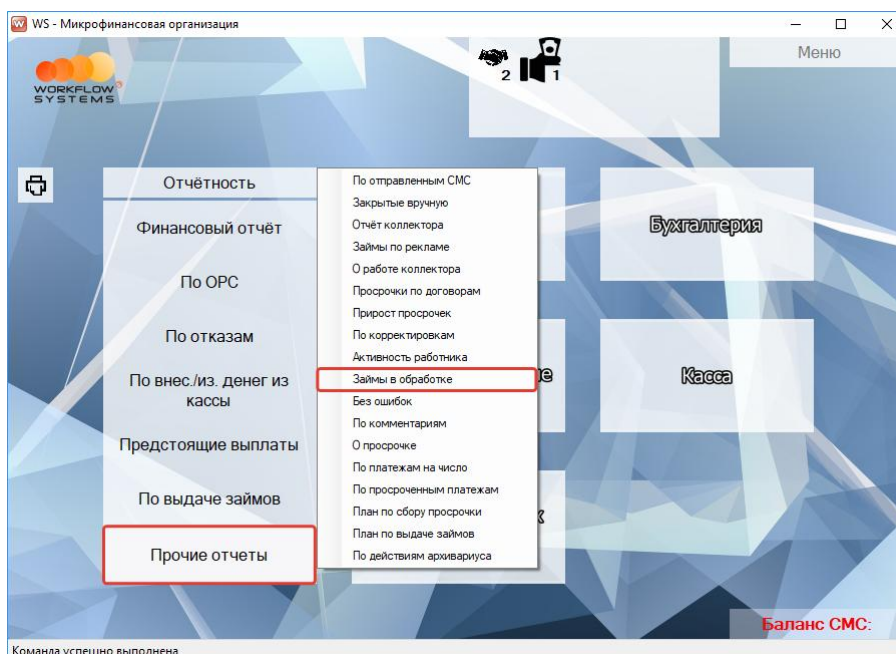 WS - Микрофинансовая организация
Меню
2
1
WORKFLOW
SYSTEMS
Отчётность
Финансовый отчёт
По ОРС
По отказам
По внес./из. денег из
кассы
Предстоящие выплаты
По выдаче займов
Прочие отчеты
По отправленным СМС
Закрытые вручную
Отчёт коллектора
Займы по рекламе
О работе коллектора
Просрочки по договорам
Прирост просрочек
По корректировкам
Активность работника
Займы в обработке
Без ошибок
По комментариям
О просрочке
По платежам на число
По просроченным платежам
План по сбору просрочки
План по выдаче займов
По действиям архивариуса
Бухгалтерия
Касса
Баланс СМС:
Команда успешно выполнена